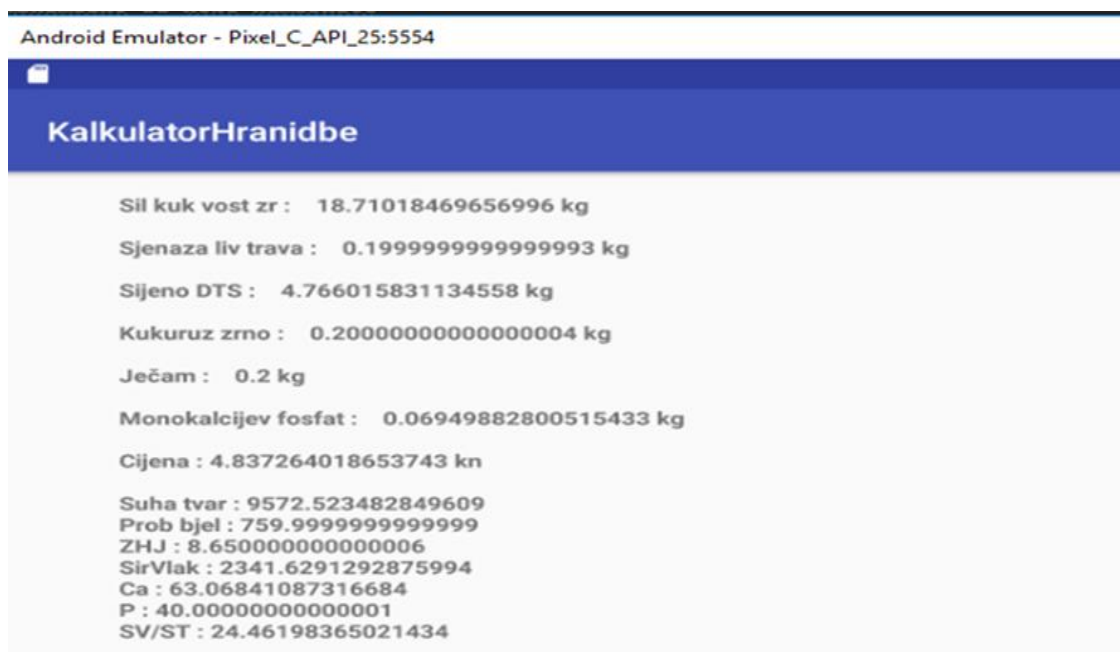 Android Emulator - Pixel_C_API_25:5554
KalkulatorHranidbe
Sil kuk vost zr : 18.71018469656996 kg
Sjenaza liv trava : 0.1999999999999993 kg
Sijeno DTS : 4.766015831134558 kg
Kukuruz zrno : 0.20000000000000004 kg
Ječam : 0.2 kg
Monokalcijev fosfat : 0.06949882800515433 kg
Cijena : 4.837264018653743 kn
Suha tvar : 9572.523482849609
Prob bjel : 759.9999999999999
ZHJ : 8.650000000000006
SirVlak : 2341.6291292875994
Ca : 63.06841087316684
P : 40.00000000000001
SV/ST : 24.46198365021434